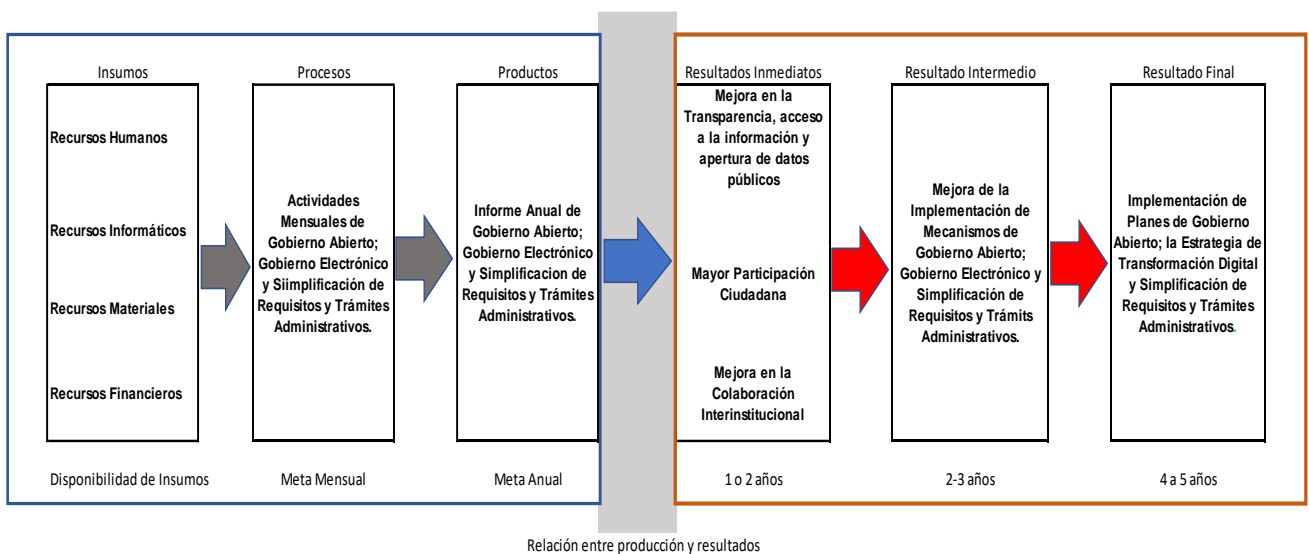 Insumos
Recursos Humanos
Recursos Informáticos
Recursos Materiales
Recursos Financieros
Disponibilidad de Insumos
Procesos
Actividades
Mensuales de
Gobierno Abierto;
Gobierno Electrónico
y Siimplificación de
Requisitos y Trámites
Administrativos.
Meta Mensual
Productos
Informe Anual de
Gobierno Abierto;
Gobierno Electrónico
y Simplificacion de
Requisitos y Trámites
Administrativos.
Meta Anual
Resultados Inmediatos
Mejora en la
Transparencia, acceso
a la información y
apertura de datos
públicos
Mayor Participación
Ciudadana
Mejora en la
Colaboración
Interinstitucional
1 o 2 años
Resultado Intermedio
Mejora de la
Implementación de
Mecanismos de
Gobierno Abierto;
Gobierno Electrónico y
Simplificación de
Requisitos y Trámits
Administrativos.
2-3 años
Resultado Final
Implementación de
Planes de Gobierno
Abierto; la Estrategia de
Transformación Digital
y Simplificación de
Requisitos y Trámites
Administrativos.
4 a 5 años
Relación entre producción y resultados